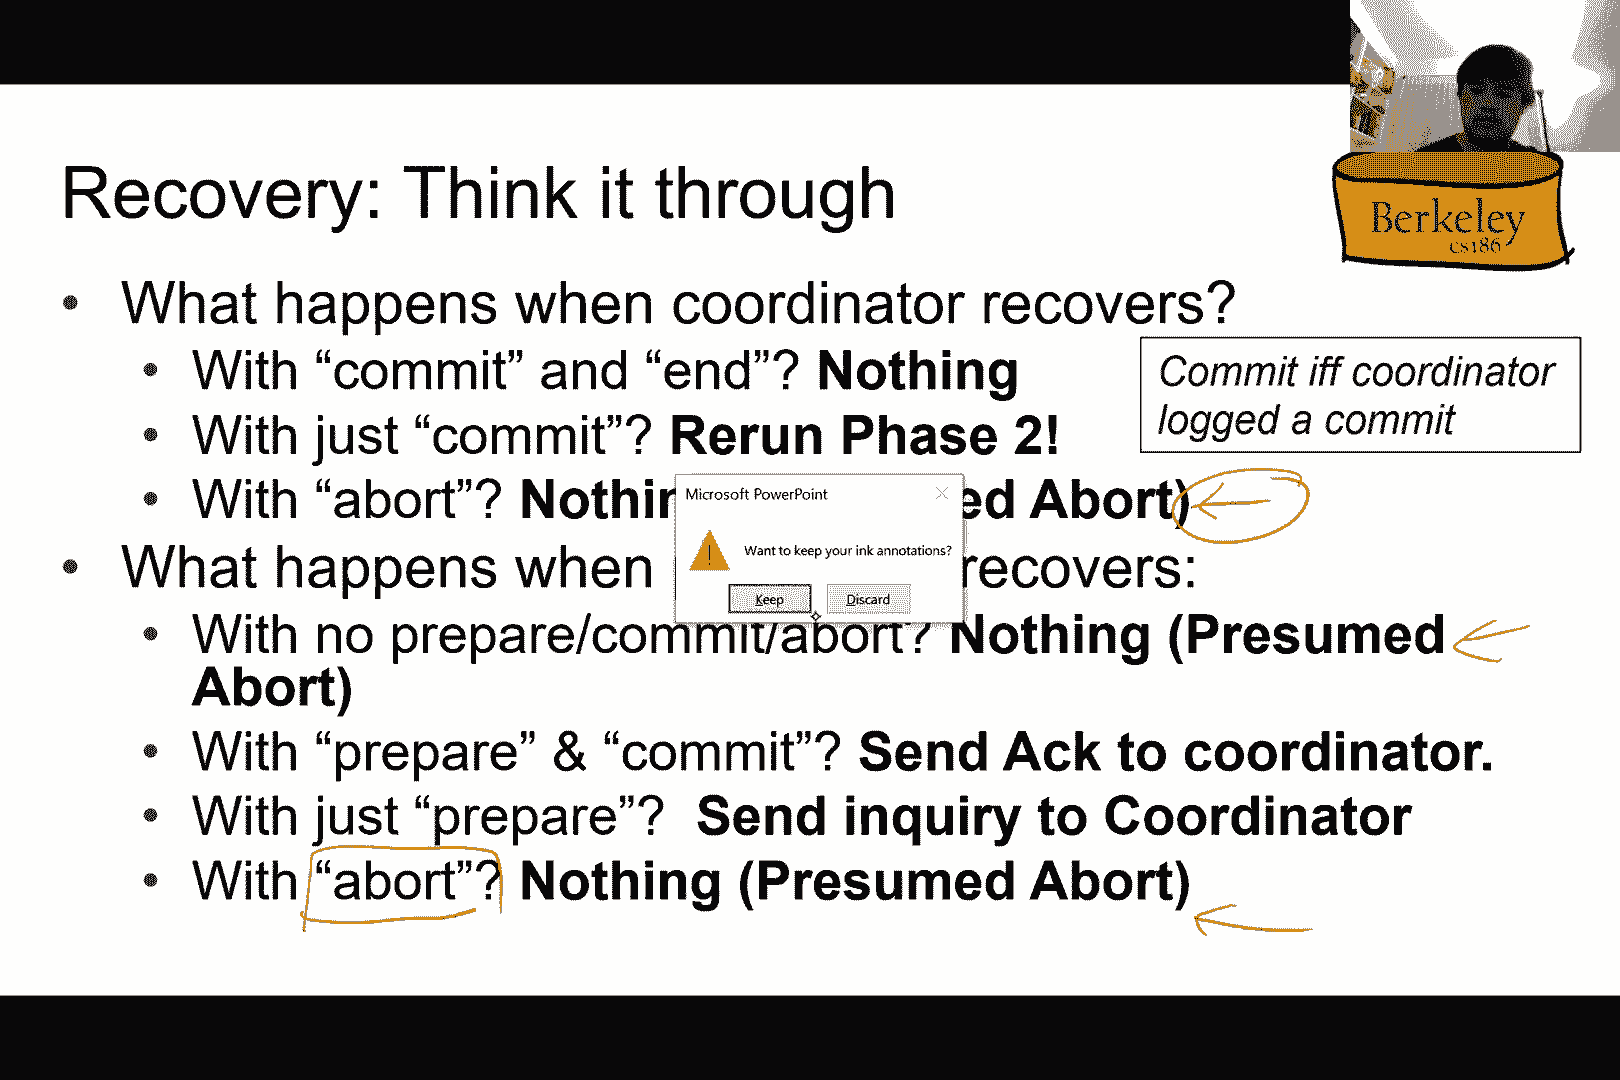 Recovery: Think it through
Berkeley
cs186
• What happens when coordinator recovers?
• With “commit” and “end”? Nothing
• With just “commit”? Rerun Phase 2!
Commit iff coordinator
logged a commit
• With “abort”? Nothin
ed Abort)
Microsoft PowerPoint
Want to keep your ink annotations?
Keep
Discard
• What happens when
recovers:
• With no prepare/commit/abort? Nothing (Presumed
Abort)
• With “prepare” & “commit”? Send Ack to coordinator.
• With just “prepare”? Send inquiry to Coordinator
• With “abort”? Nothing (Presumed Abort)